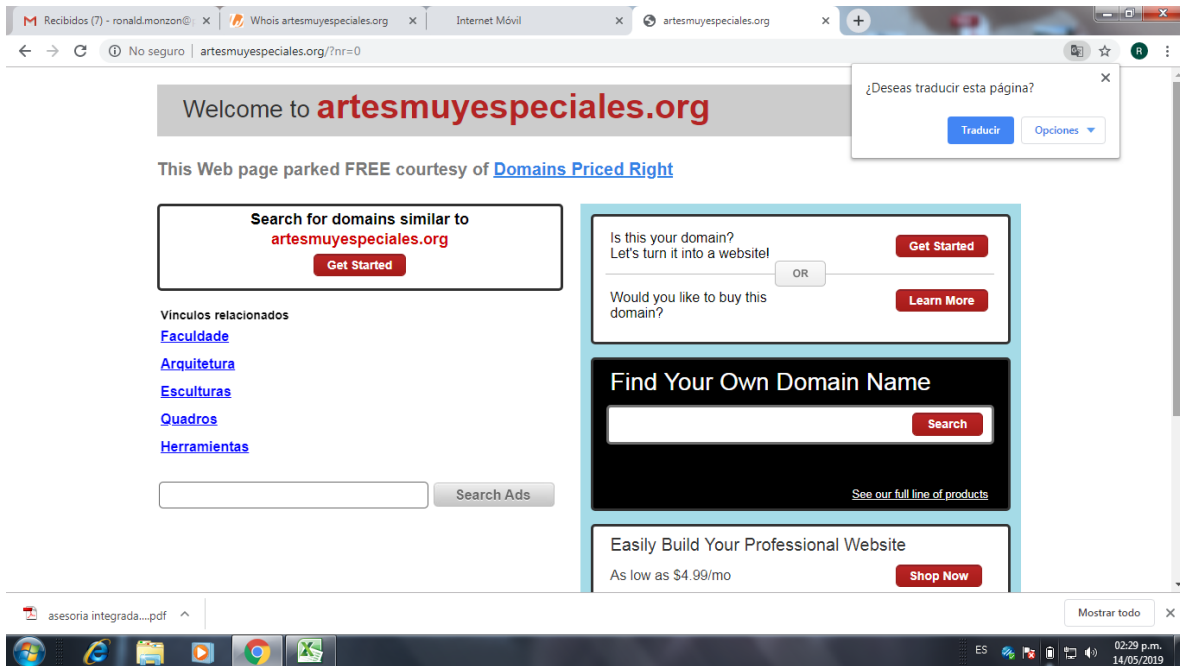 Recibidos (7) - ronald.monzon@
Whois artesmuyespeciales.org
Internet Móvil
artesmuyespeciales.org
No seguro | artesmuyespeciales.org/?nr=0
R
¿Deseas traducir esta página?
Traducir
Opciones
Welcome to artesmuyespeciales.org
This Web page parked FREE courtesy of Domains Priced Right
Search for domains similar to
artesmuyespeciales.org
Get Started
Vinculos relacionados
Faculdade
Arquitetura
Esculturas
Quadros
Herramientas
Search Ads
Is this your domain?
Let's turn it into a website!
Get Started
OR
Would you like to buy this
domain?
Learn More
Find Your Own Domain Name
Search
See our full line of products
Easily Build Your Professional Website
As low as $4.99/mo
Shop Now
asesoria integrada....pdf
Mostrar todo
ES
02:29 p.m.
14/05/2019